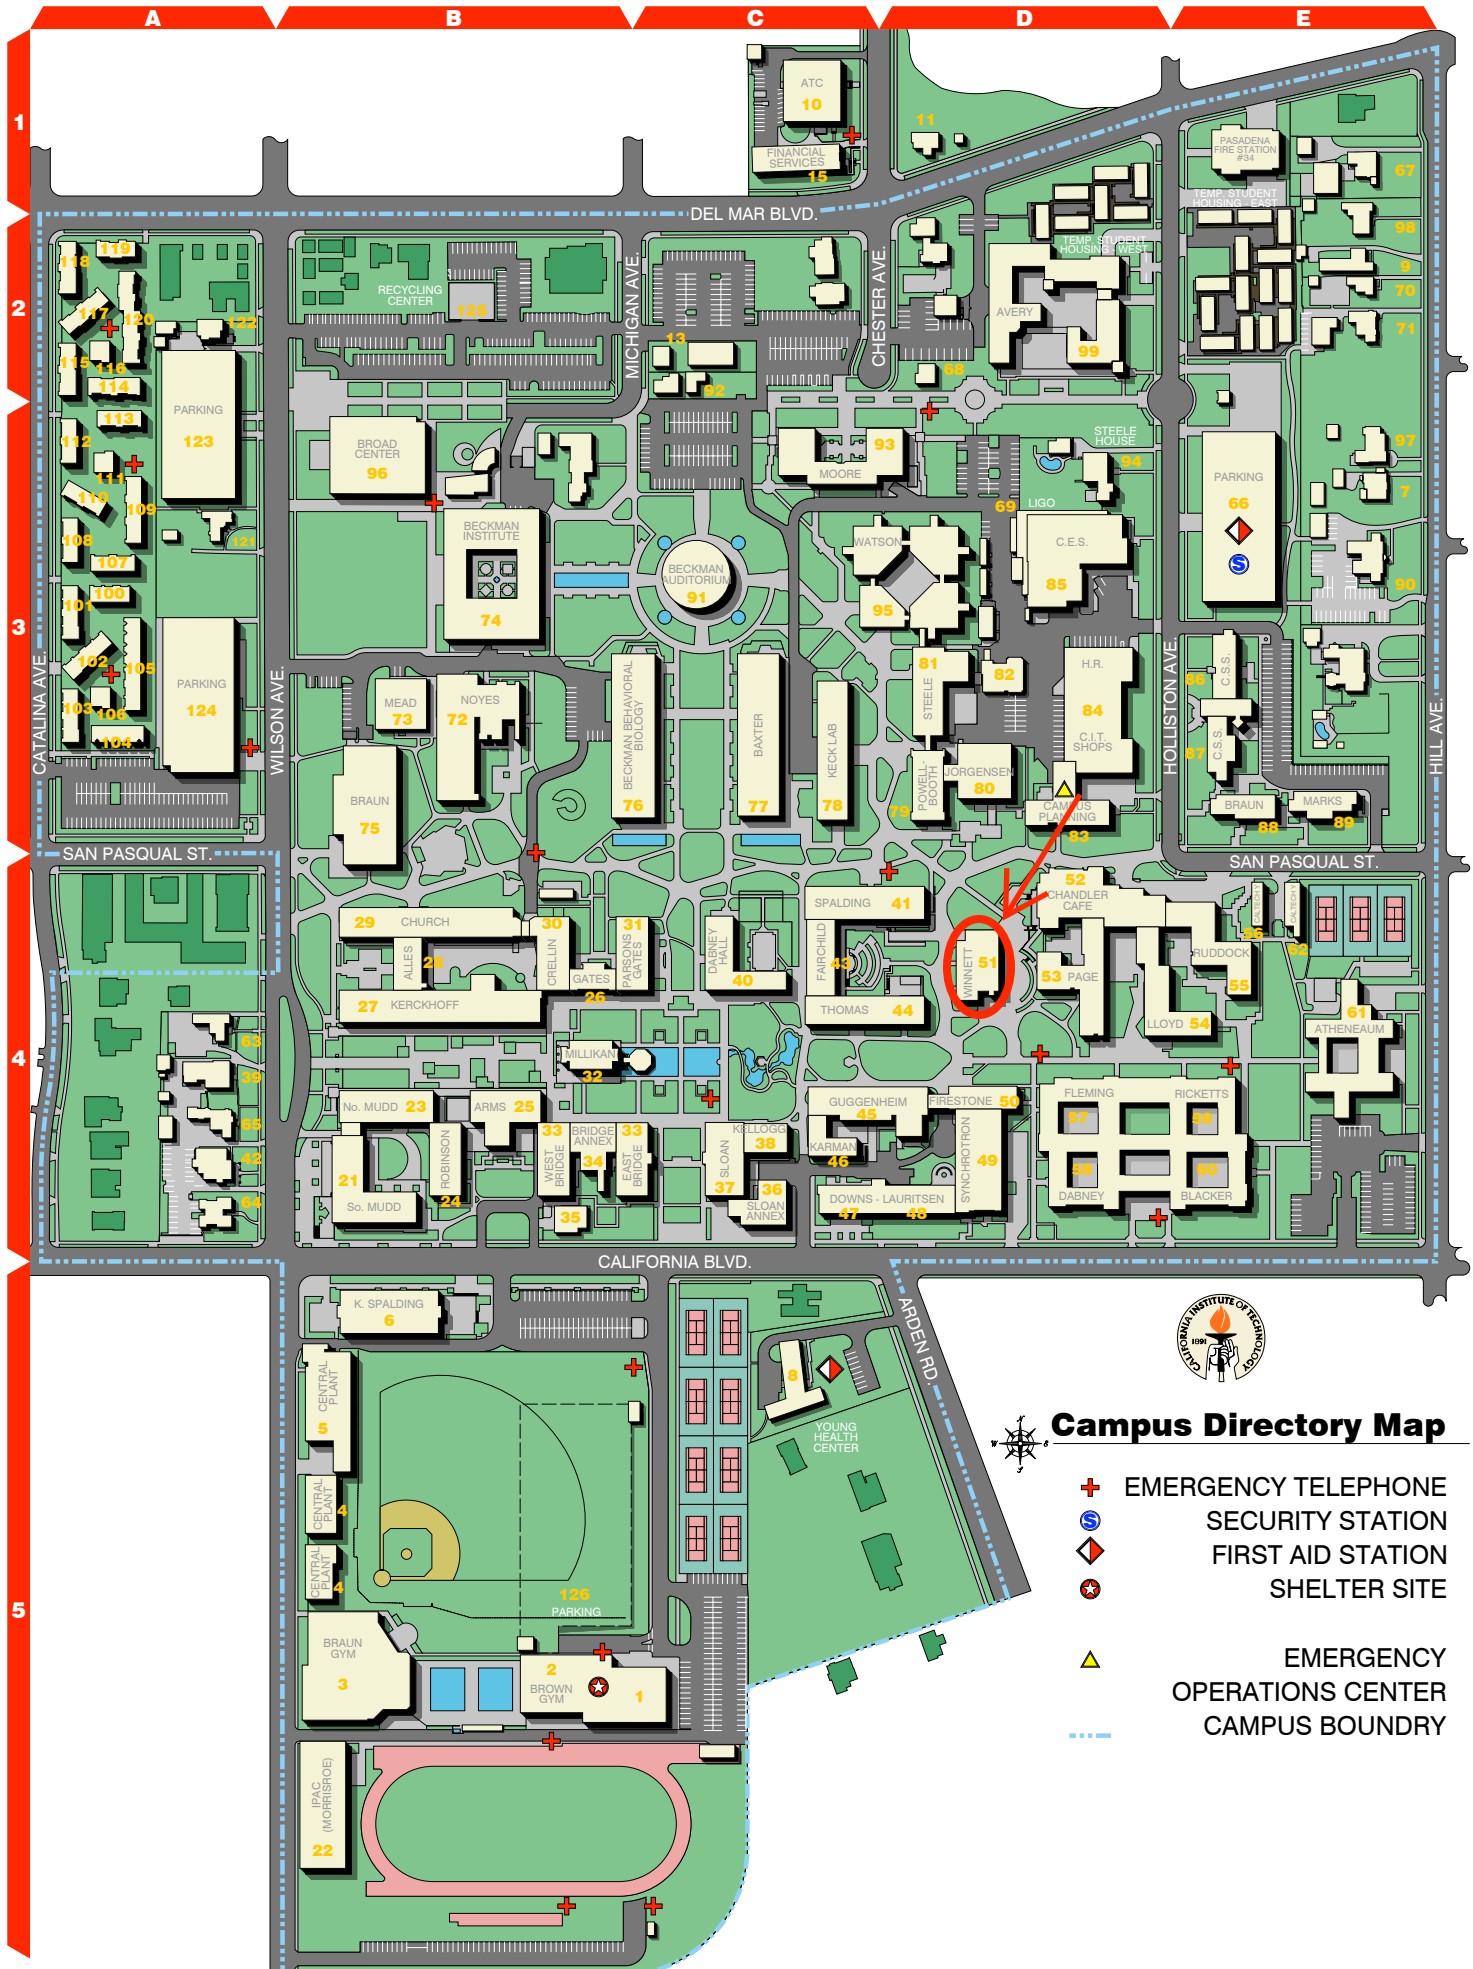 A
B
C
D
E
1
ATC
10
FINANCIAL
SERVICES
15
11
PASADENA
FIRE STATION
#34
67
TEMP. STUDENT
HOUSING - EAST
98
DEL MAR BLVD.
2
118
119
117
120
122
115
116
114
113
112
111
110
109
108
107
121
PARKING
123
RECYCLING
CENTER
125
MICHIGAN AVE.
13
92
CHESTER AVE.
68
TEMP. STUDENT
HOUSING - WEST
AVERY
99
9
70
71
3
BROAD
CENTER
96
BECKMAN
INSTITUTE
74
BECKMAN
AUDITORIUM
91
93
MOORE
STEELE
HOUSE
94
69
LIGO
C.E.S.
85
WATSON
95
PARKING
66
S
97
7
90
101
100
102
105
103
106
104
PARKING
124
CATALINA AVE.
WILSON AVE.
MEAD
73
NOYES
72
BRAUN
75
BECKMAN BEHAVIORAL
BIOLOGY
76
BAXTER
77
KECK LAB
78
81
STEELE
82
H.R.
84
C.I.T.
SHOPS
POWELL-
BOOTH
79
JORGENSEN
80
CAMPUS
PLANNING
83
HOLLISTON AVE.
86
C.S.S.
87
C.S.S.
BRAUN
88
MARKS
89
HILL AVE.
SAN PASQUAL ST.
SAN PASQUAL ST.
4
29
CHURCH
ALLES
28
27
KERCKHOFF
30
CRELLIN
GATES
26
31
PARSONS
GATES
DABNEY
HALL
40
SPALDING
41
FAIRCHILD
43
THOMAS
44
WINNETT
51
52
CHANDLER
CAFE
53
PAGE
RUDDOCK
55
LLOYD
54
56
CALTECH Y
62
CALTECH Y
61
ATHENEAUM
63
39
65
42
64
MILLIKAN
32
No. MUDD
23
ARMS
25
21
So. MUDD
ROBINSON
24
33
WEST
BRIDGE
BRIDGE
ANNEX
34
33
EAST
BRIDGE
35
SLOAN
37
KELLOGG
38
36
SLOAN
ANNEX
GUGGENHEIM
45
KARMAN
46
FIRESTONE
50
SYNCHROTRON
49
DOWNS - LAURITSEN
47
48
FLEMING
57
RICKETTS
59
58
DABNEY
60
BLACKER
CALIFORNIA BLVD.
5
K. SPALDING
6
CENTRAL
PLANT
5
CENTRAL
PLANT
4
CENTRAL
PLANT
4
BRAUN
GYM
3
126
PARKING
2
BROWN
GYM
1
IPAC
(MORRISROE)
22
8
YOUNG
HEALTH
CENTER
ARDEN RD.
CALIFORNIA INSTITUTE OF TECHNOLOGY
1891
N
W
E
S
Campus Directory Map
EMERGENCY TELEPHONE
S
SECURITY STATION
FIRST AID STATION
SHELTER SITE
EMERGENCY
OPERATIONS CENTER
CAMPUS BOUNDRY